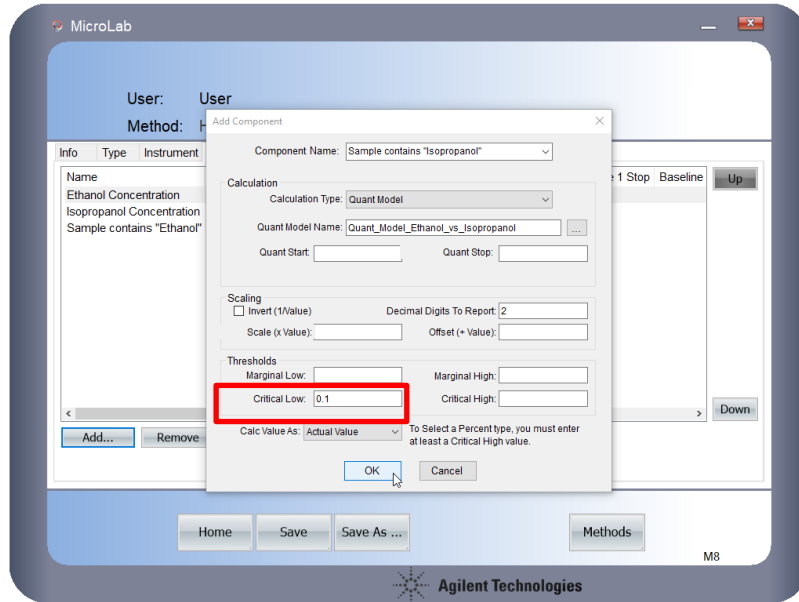 MicroLab
User: User
Method:
Add Component
Component Name: Sample contains "Isopropanol"
Info Type Instrument
e 1 Stop Baseline
Up
Name
Ethanol Concentration
Isopropanol Concentration
Sample contains "Ethanol"
Calculation
Calculation Type: Quant Model
Quant Model Name: Quant_Model_Ethanol_vs_Isopropanol ...
Quant Start: Quant Stop:
Scaling
Invert (1/Value) Decimal Digits To Report: 2
Scale (x Value): Offset (+ Value):
Thresholds
Marginal Low: Marginal High:
Critical Low: 0.1 Critical High:
Down
Calc Value As: Actual Value To Select a Percent type, you must enter
at least a Critical High value.
Add... Remove
OK Cancel
Home Save Save As ... Methods
M8
Agilent Technologies